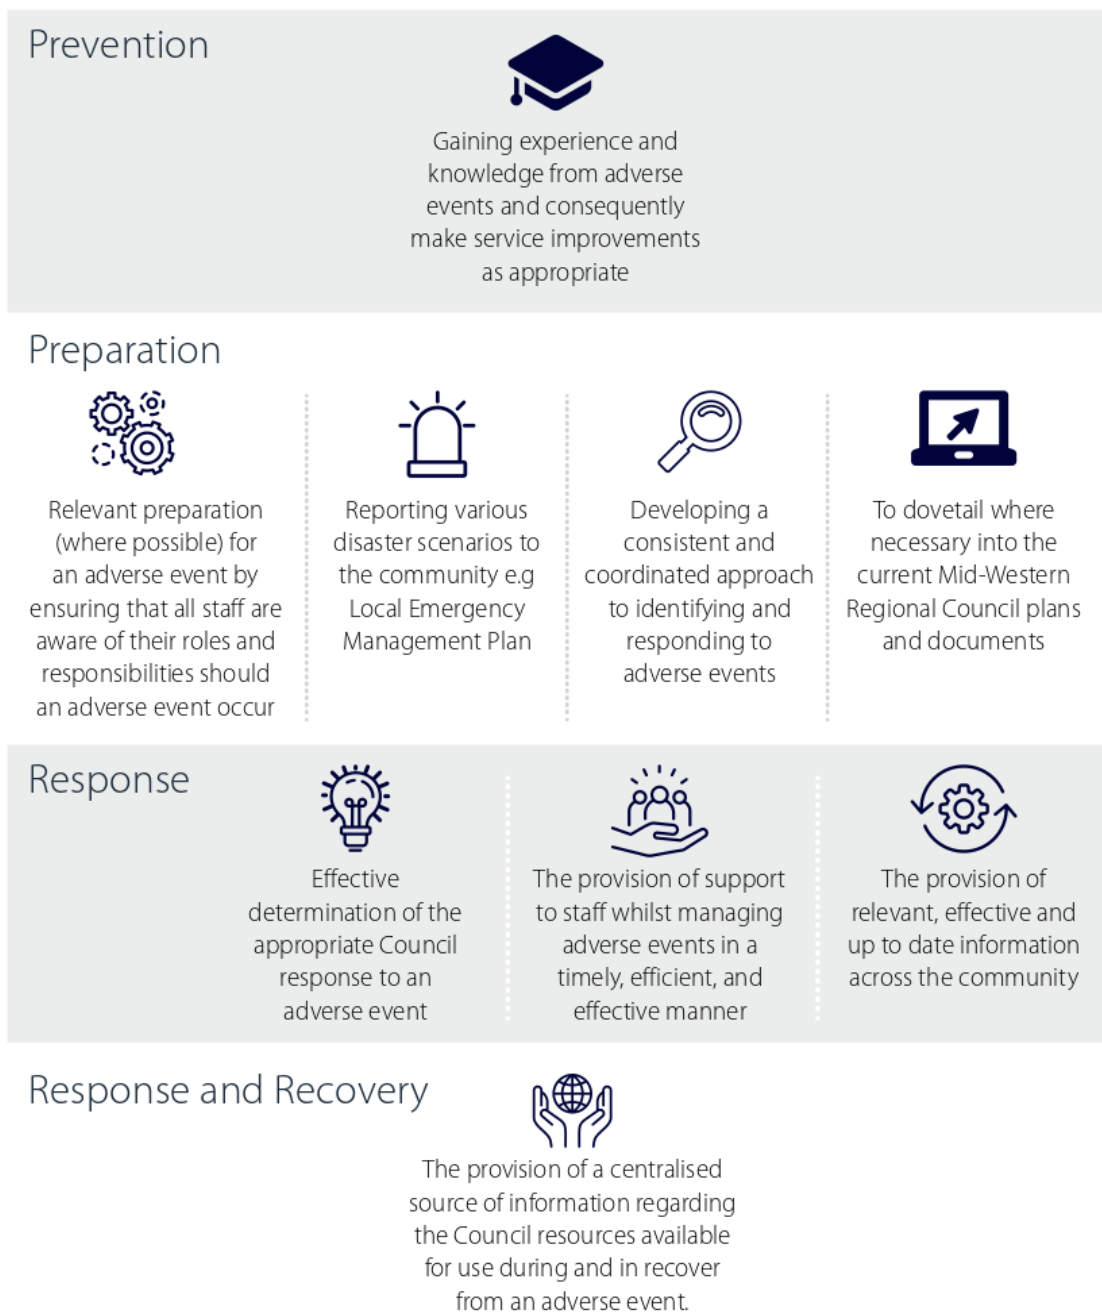 Prevention
Gaining experience and
knowledge from adverse
events and consequently
make service improvements
as appropriate
Preparation
Relevant preparation
(where possible) for
an adverse event by
ensuring that all staff are
aware of their roles and
responsibilities should
an adverse event occur
Reporting various
disaster scenarios to
the community e.g
Local Emergency
Management Plan
Developing a
consistent and
coordinated approach
to identifying and
responding to
adverse events
To dovetail where
necessary into the
current Mid-Western
Regional Council plans
and documents
Response
Effective
determination of the
appropriate Council
response to an
adverse event
The provision of support
to staff whilst managing
adverse events in a
timely, efficient, and
effective manner
The provision of
relevant, effective and
up to date information
across the community
Response and Recovery
The provision of a centralised
source of information regarding
the Council resources available
for use during and in recover
from an adverse event.